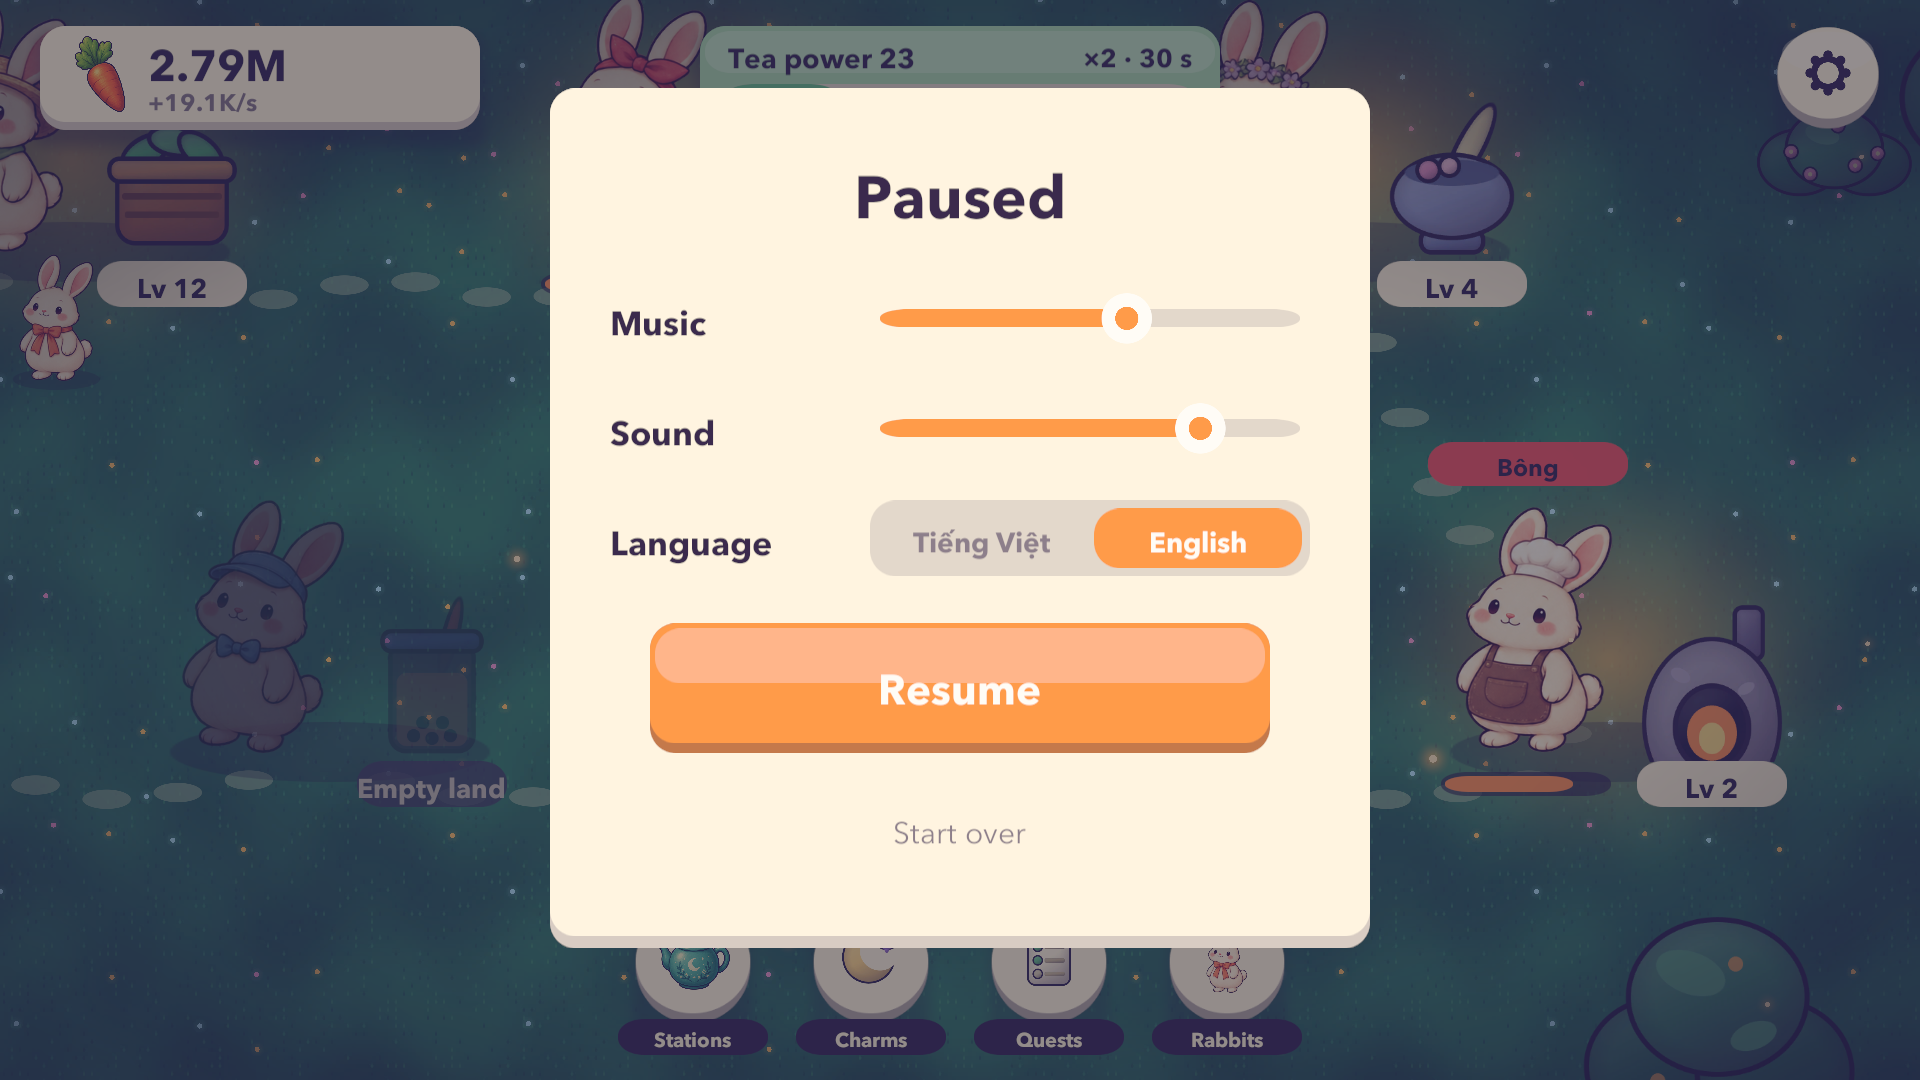 2.79M
+19.1K/s
Tea power 23
×2 · 30 s
Lv 12
Lv 4
Paused
Music
Sound
Language
Tiếng Việt
English
Resume
Start over
Bông
Empty land
Lv 2
Stations
Charms
Quests
Rabbits